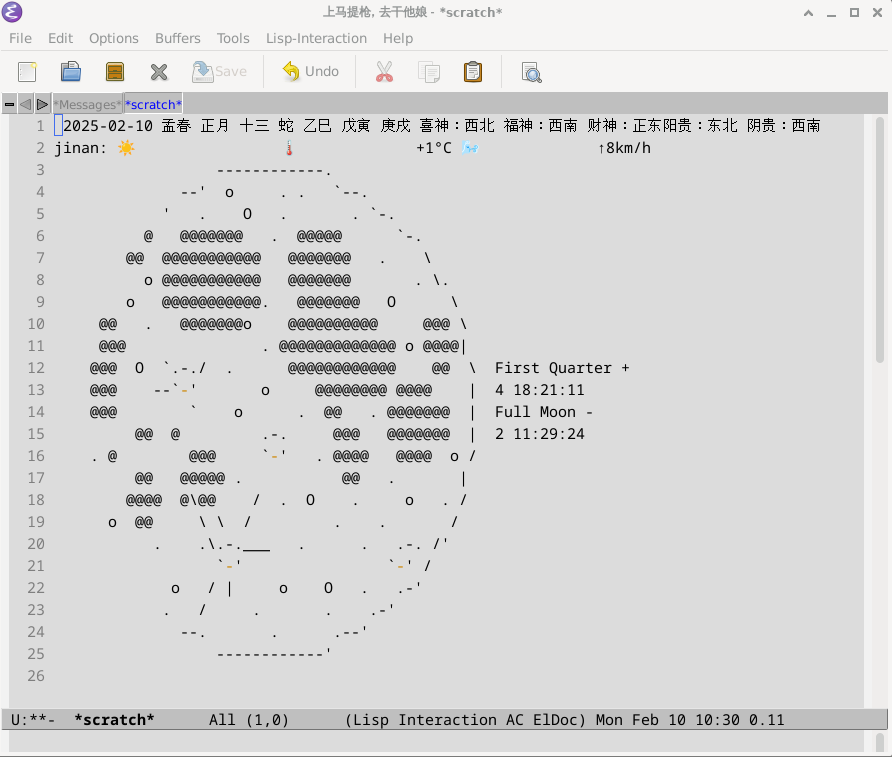 上马提枪, 去干他娘 - *scratch*
File Edit Options Buffers Tools Lisp-Interaction Help
Save Undo
*Messages* *scratch*
1 2025-02-10 孟春 正月 十三 蛇 乙巳 戊寅 庚戌 喜神：西北 福神：西南 财神：正东阳贵：东北 阴贵：西南
2 jinan: ☀️ 🌡️ +1°C 🌬️ ↑8km/h
3                   ------------.
4               --'  o     . .   `--.
5             '   .    O   .       . `-.
6           @   @@@@@@@   .  @@@@@      `-.
7         @@  @@@@@@@@@@@   @@@@@@@   .    \
8           o @@@@@@@@@@@   @@@@@@@       . \.
9         o   @@@@@@@@@@@.   @@@@@@@   O      \
10      @@   .   @@@@@@@o    @@@@@@@@@@     @@@ \
11      @@@               . @@@@@@@@@@@@@ o @@@@|
12     @@@  O  `.-./  .      @@@@@@@@@@@@    @@  \  First Quarter +
13     @@@    --`-'       o     @@@@@@@@ @@@@    |  4 18:21:11
14     @@@        `    o      .  @@   . @@@@@@@  |  Full Moon -
15          @@  @         .-.     @@@   @@@@@@@  |  2 11:29:24
16     . @        @@@     `-'   . @@@@   @@@@  o /
17          @@   @@@@@ .           @@   .       |
18         @@@@  @\@@    /  .  O    .     o   . /
19       o  @@     \ \  /         .    .       /
20            .    .\.-.___   .      .   .-. /'
21                   `-'                `-' /
22              o   / |     o    O   .   .-'
23             .   /     .       .    .-'
24               --.       .      .--'
25                   ------------'
26
U:**-  *scratch*      All (1,0)      (Lisp Interaction AC ElDoc) Mon Feb 10 10:30 0.11